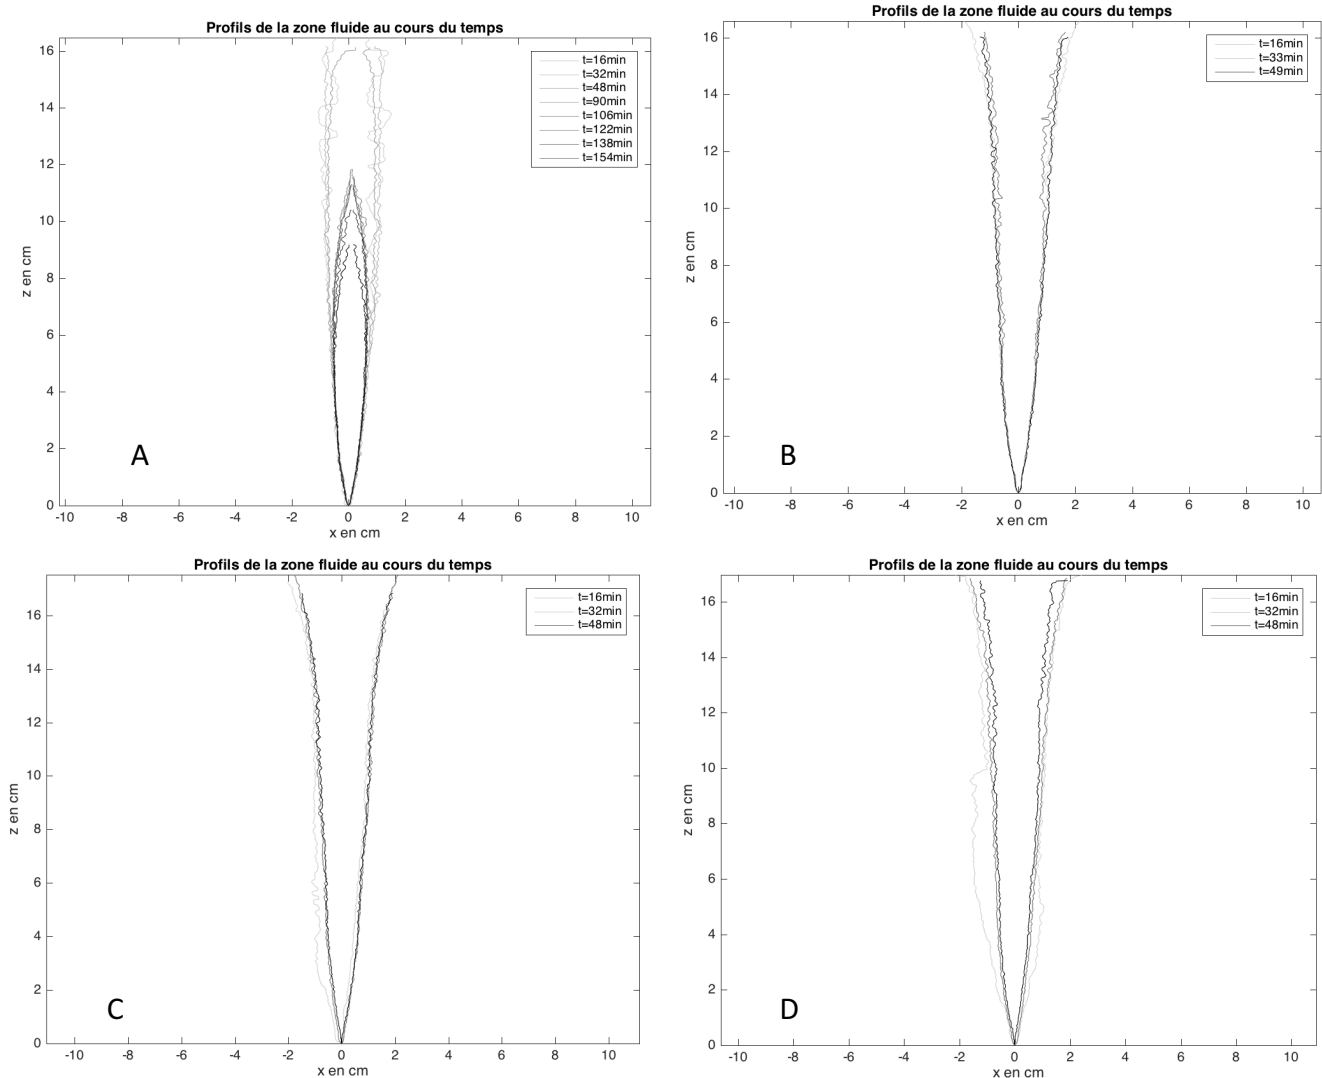 Profils de la zone fluide au cours du temps
16
14
12
10
8
6
4
2
0
z en cm
-10 -8 -6 -4 -2 0 2 4 6 8 10
x en cm
t=16min
t=32min
t=48min
t=90min
t=106min
t=122min
t=138min
t=154min
A
Profils de la zone fluide au cours du temps
16
14
12
10
8
6
4
2
0
z en cm
-10 -8 -6 -4 -2 0 2 4 6 8 10
x en cm
t=16min
t=33min
t=49min
B
Profils de la zone fluide au cours du temps
16
14
12
10
8
6
4
2
0
z en cm
-10 -8 -6 -4 -2 0 2 4 6 8 10
x en cm
t=16min
t=32min
t=48min
C
Profils de la zone fluide au cours du temps
16
14
12
10
8
6
4
2
0
z en cm
-10 -8 -6 -4 -2 0 2 4 6 8 10
x en cm
t=16min
t=32min
t=48min
D